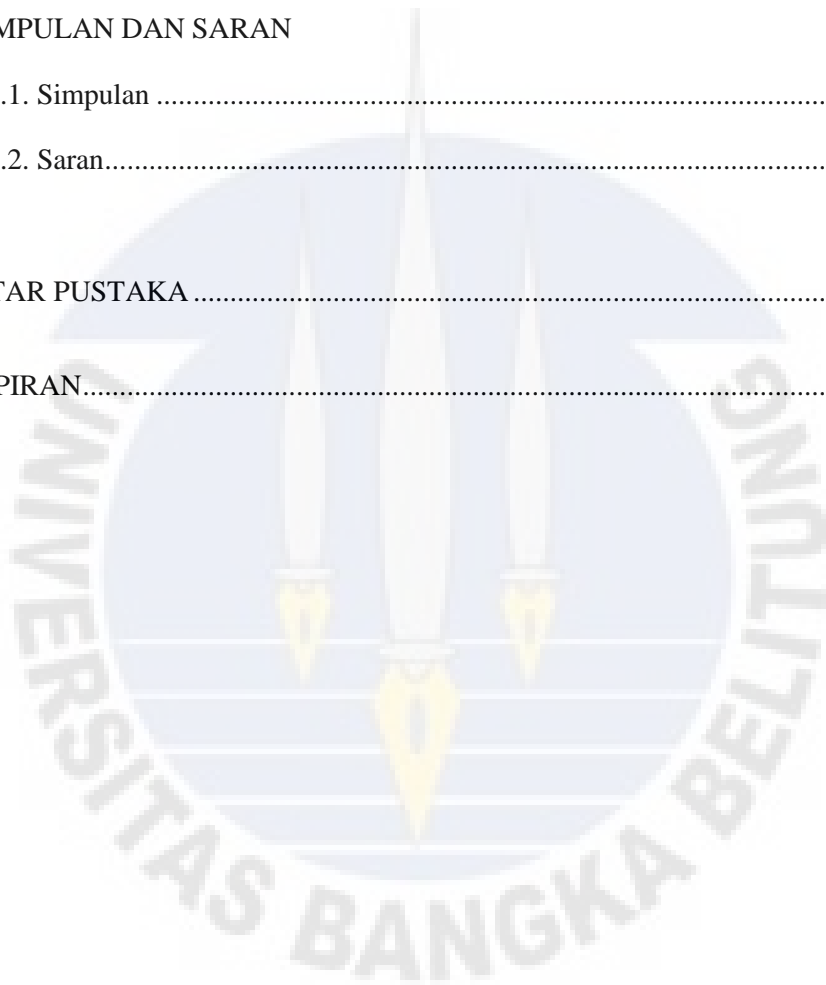 MPULAN DAN SARAN
.1. Simpulan ................................................................................................
.2. Saran.......................................................................................................
TAR PUSTAKA ...........................................................................................
PIRAN..........................................................................................................
UNIVERSITAS BANGKA BELITUNG